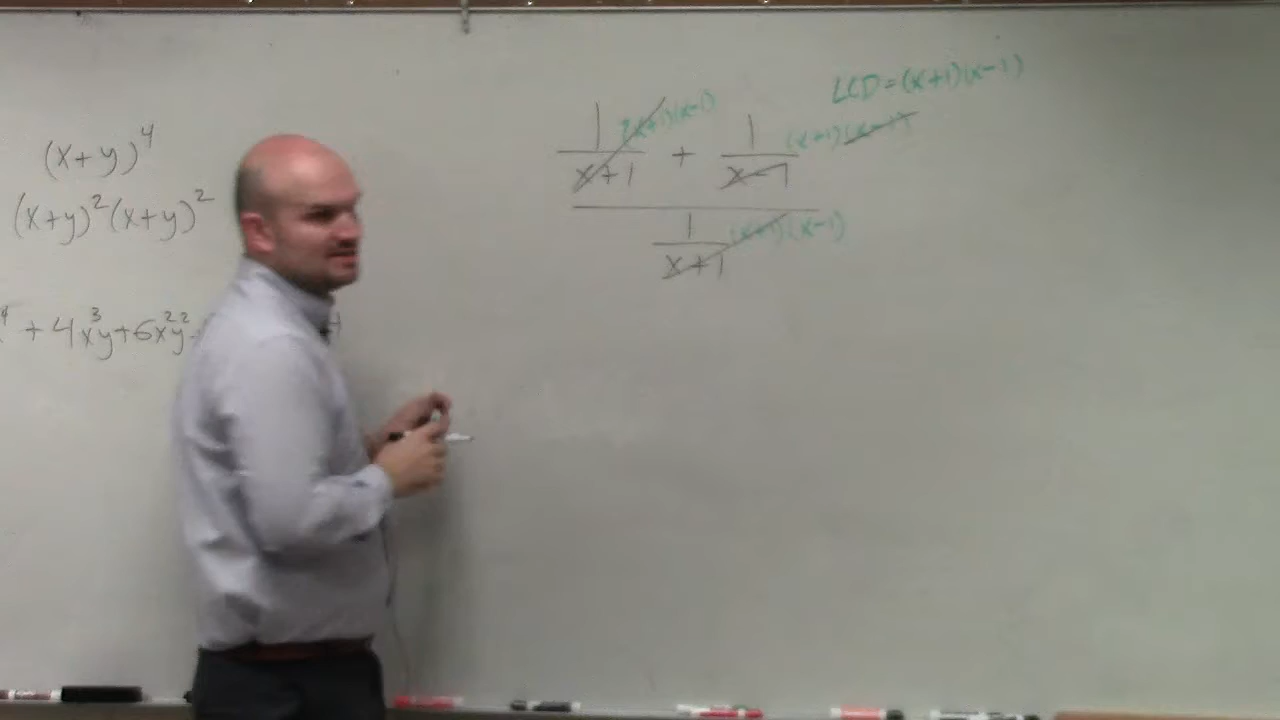 (x+y)^4
(x+y)^2(x+y)^2
+ 4x^3y+6x^2y^2
LCD=(x+1)(x-1)
1/(x+1) (x+1)(x-1) + 1/(x-1) (x+1)(x-1)
1/(x+1) (x+1)(x-1)